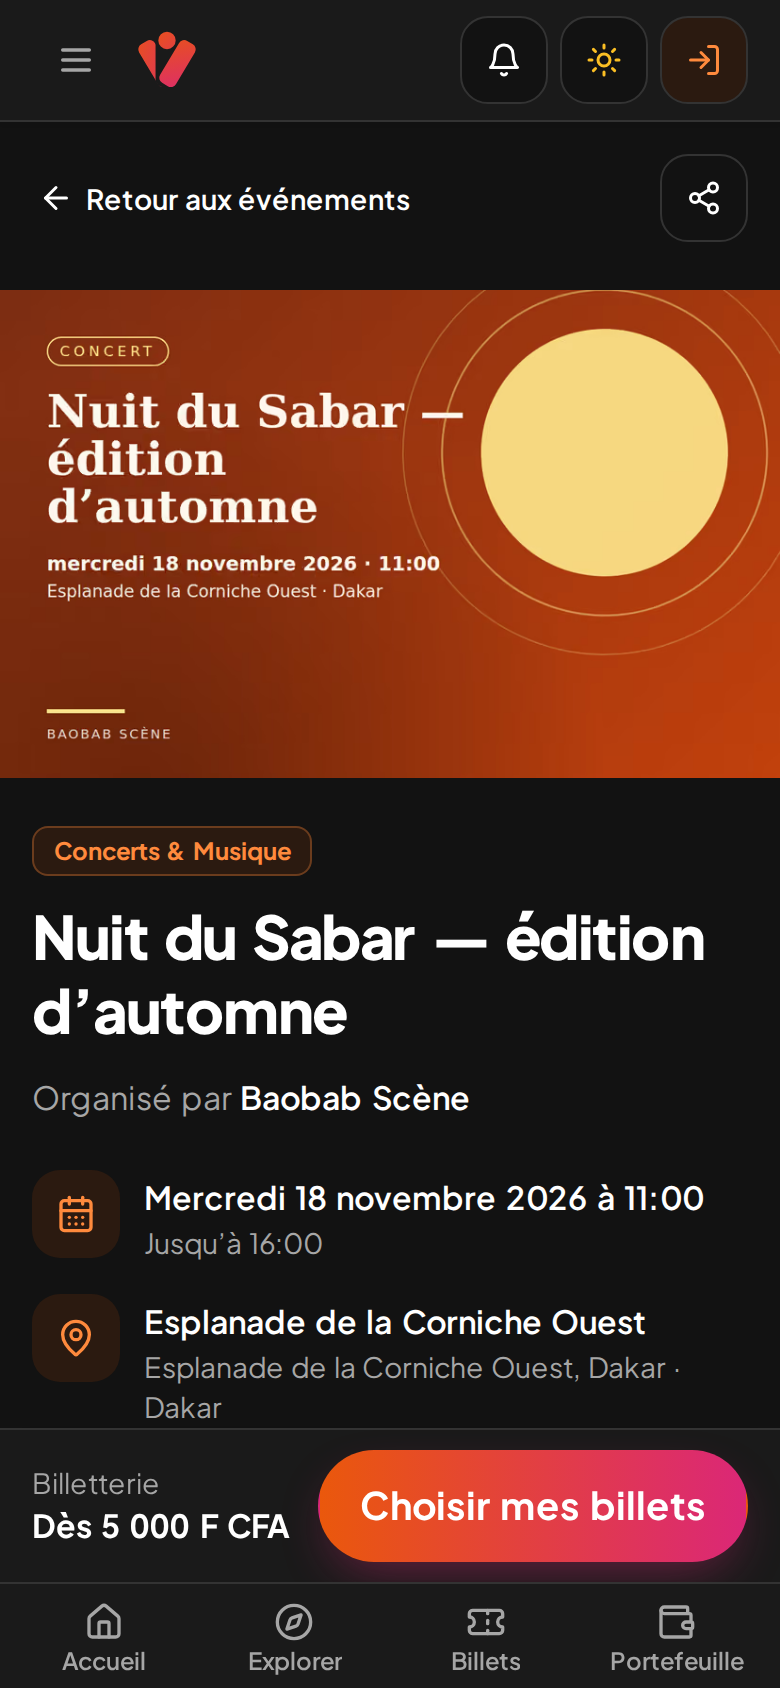 Retour aux événements
CONCERT
Nuit du Sabar —
édition
d’automne
mercredi 18 novembre 2026 · 11:00
Esplanade de la Corniche Ouest · Dakar
BAOBAB SCÈNE
Concerts & Musique
Nuit du Sabar — édition
d’automne
Organisé par Baobab Scène
Mercredi 18 novembre 2026 à 11:00
Jusqu’à 16:00
Esplanade de la Corniche Ouest
Esplanade de la Corniche Ouest, Dakar ·
Dakar
Billetterie
Dès 5 000 F CFA
Choisir mes billets
Accueil
Explorer
Billets
Portefeuille